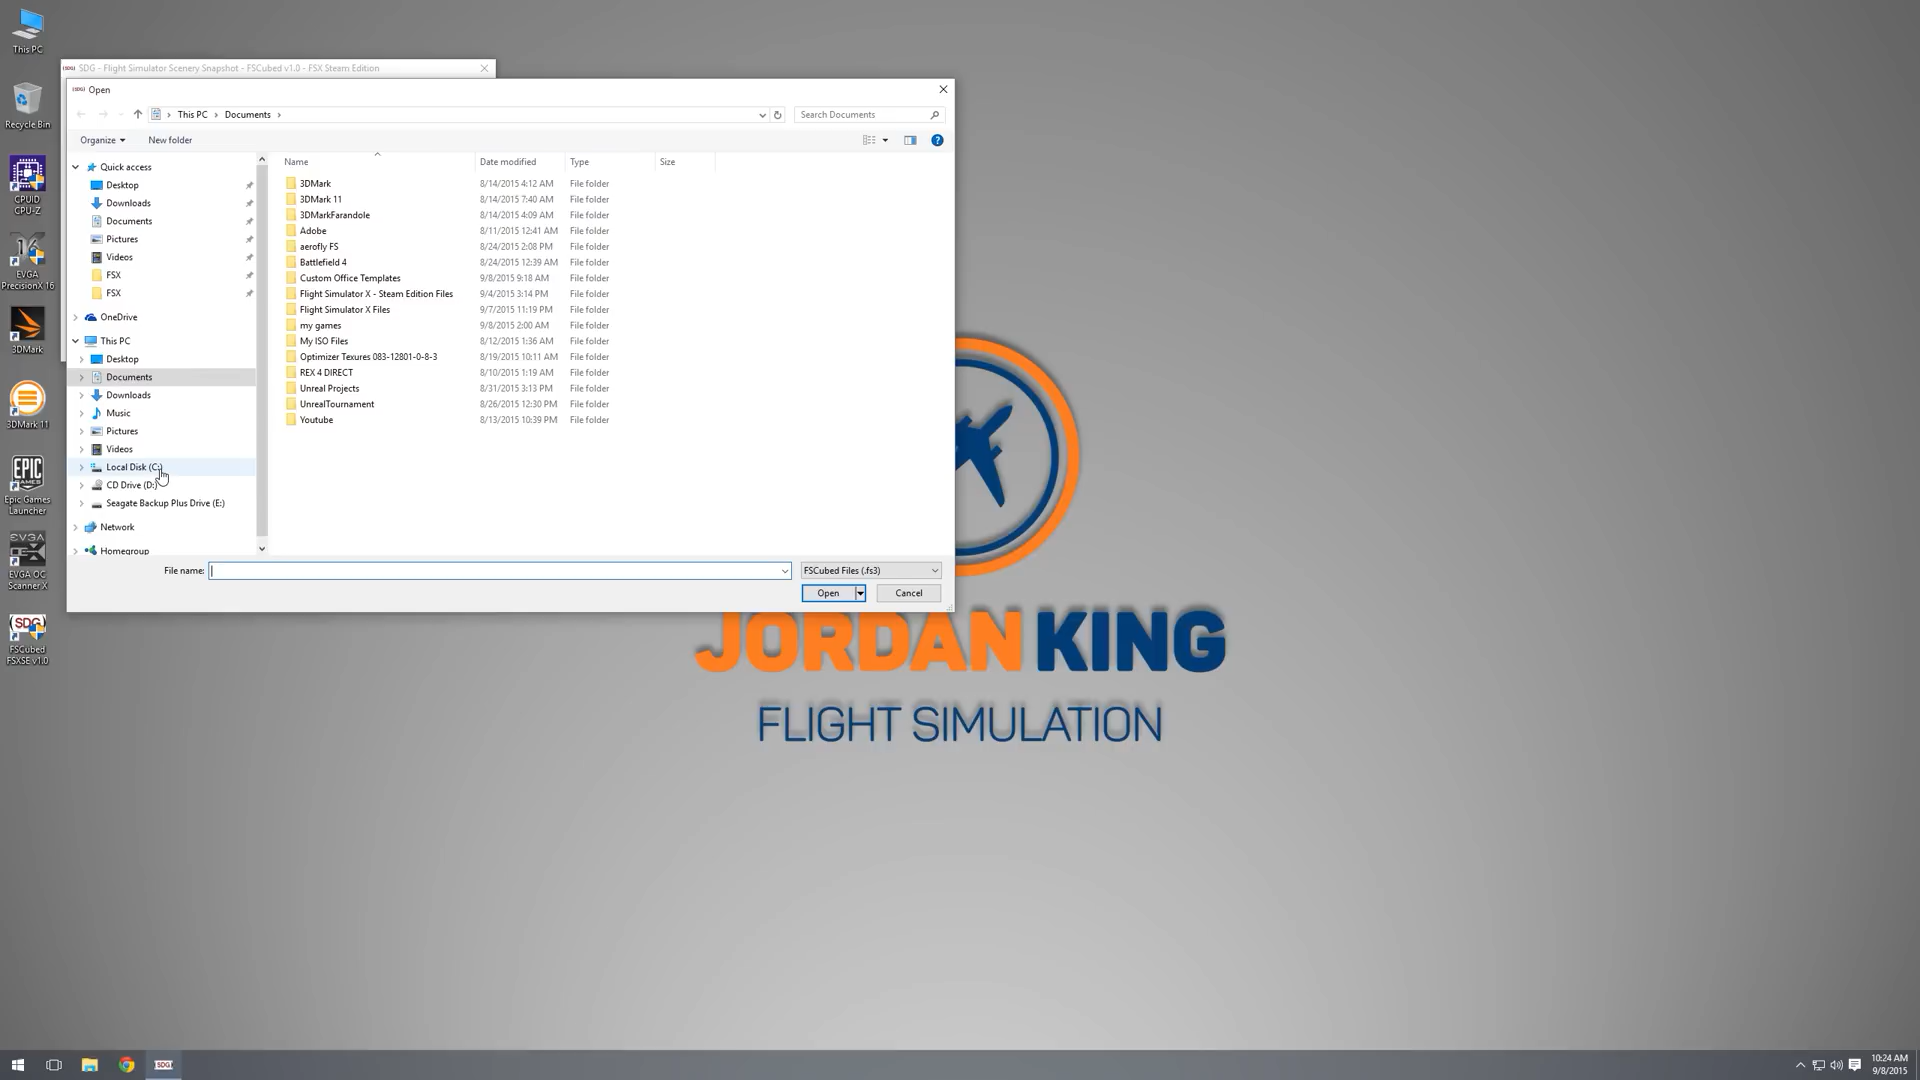 This PC
Recycle Bin
CPUID
CPU-Z
EVGA
PrecisionX 16
3DMark
3DMark 11
EPIC
GAMES
Epic Games
Launcher
EVGA
OC
EVGA OC
Scanner X
SDG
FSCubed
FSXSE v1.0
SDG - Flight Simulator Scenery Snapshot - FSCubed v1.0 - FSX Steam Edition
Open
This PC > Documents >
Search Documents
Organize
New folder
Quick access
Desktop
Downloads
Documents
Pictures
Videos
FSX
FSX
OneDrive
This PC
Desktop
Documents
Downloads
Music
Pictures
Videos
Local Disk (C:)
CD Drive (D:)
Seagate Backup Plus Drive (E:)
Network
Homegroup
Name Date modified Type Size
3DMark 8/14/2015 4:12 AM File folder
3DMark 11 8/14/2015 7:40 AM File folder
3DMarkFarandole 8/14/2015 4:09 AM File folder
Adobe 8/11/2015 12:41 AM File folder
aerofly FS 8/24/2015 2:08 PM File folder
Battlefield 4 8/24/2015 12:39 AM File folder
Custom Office Templates 9/8/2015 9:18 AM File folder
Flight Simulator X - Steam Edition Files 9/4/2015 3:14 PM File folder
Flight Simulator X Files 9/7/2015 11:19 PM File folder
my games 9/8/2015 2:00 AM File folder
My ISO Files 8/12/2015 1:36 AM File folder
Optimizer Texures 083-12801-0-8-3 8/19/2015 10:11 AM File folder
REX 4 DIRECT 8/10/2015 1:19 AM File folder
Unreal Projects 8/31/2015 3:13 PM File folder
UnrealTournament 8/26/2015 12:30 PM File folder
Youtube 8/13/2015 10:39 PM File folder
File name:
FSCubed Files (.fs3)
Open
Cancel
JORDAN KING
FLIGHT SIMULATION
SDG
10:24 AM
9/8/2015